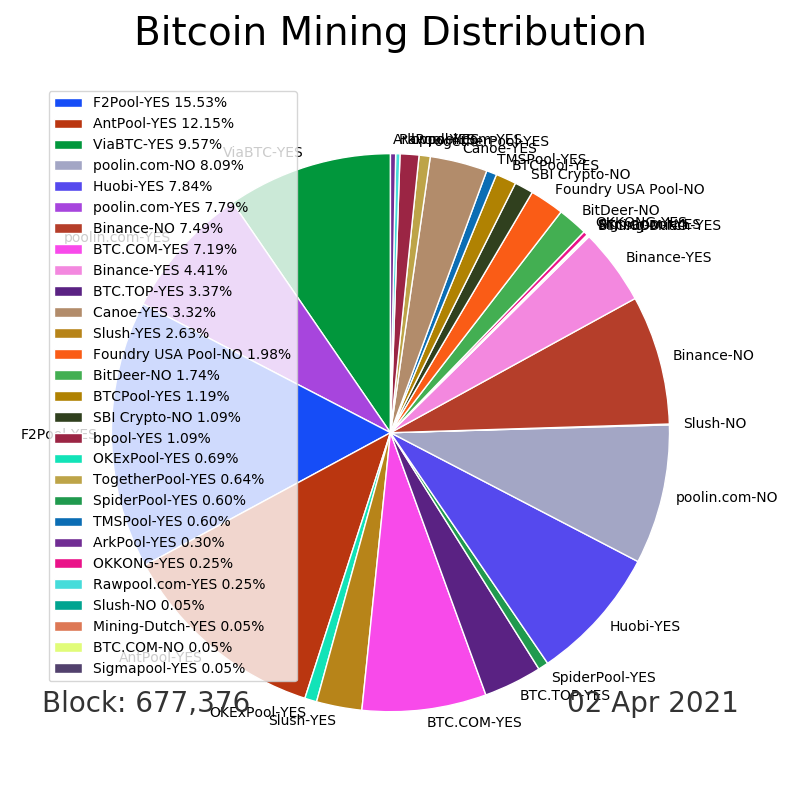 Bitcoin Mining Distribution
F2Pool-YES 15.53%
AntPool-YES 12.15%
ViaBTC-YES 9.57%
poolin.com-NO 8.09%
Huobi-YES 7.84%
poolin.com-YES 7.79%
Binance-NO 7.49%
BTC.COM-YES 7.19%
Binance-YES 4.41%
BTC.TOP-YES 3.37%
Canoe-YES 3.32%
Slush-YES 2.63%
Foundry USA Pool-NO 1.98%
BitDeer-NO 1.74%
BTCPool-YES 1.19%
SBI Crypto-NO 1.09%
bpool-YES 1.09%
OKExPool-YES 0.69%
TogetherPool-YES 0.64%
SpiderPool-YES 0.60%
TMSPool-YES 0.60%
ArkPool-YES 0.30%
OKKONG-YES 0.25%
Rawpool.com-YES 0.25%
Slush-NO 0.05%
Mining-Dutch-YES 0.05%
BTC.COM-NO 0.05%
Sigmapool-YES 0.05%
ViaBTC-YES
poolin.com-YES
F2Pool-YES
AntPool-YES
OKExPool-YES
Slush-YES
BTC.COM-YES
BTC.TOP-YES
SpiderPool-YES
Huobi-YES
poolin.com-NO
Slush-NO
Binance-NO
Binance-YES
BitDeer-NO
Foundry USA Pool-NO
SBI Crypto-NO
BTCPool-YES
TMSPool-YES
Canoe-YES
Block: 677,376
02 Apr 2021